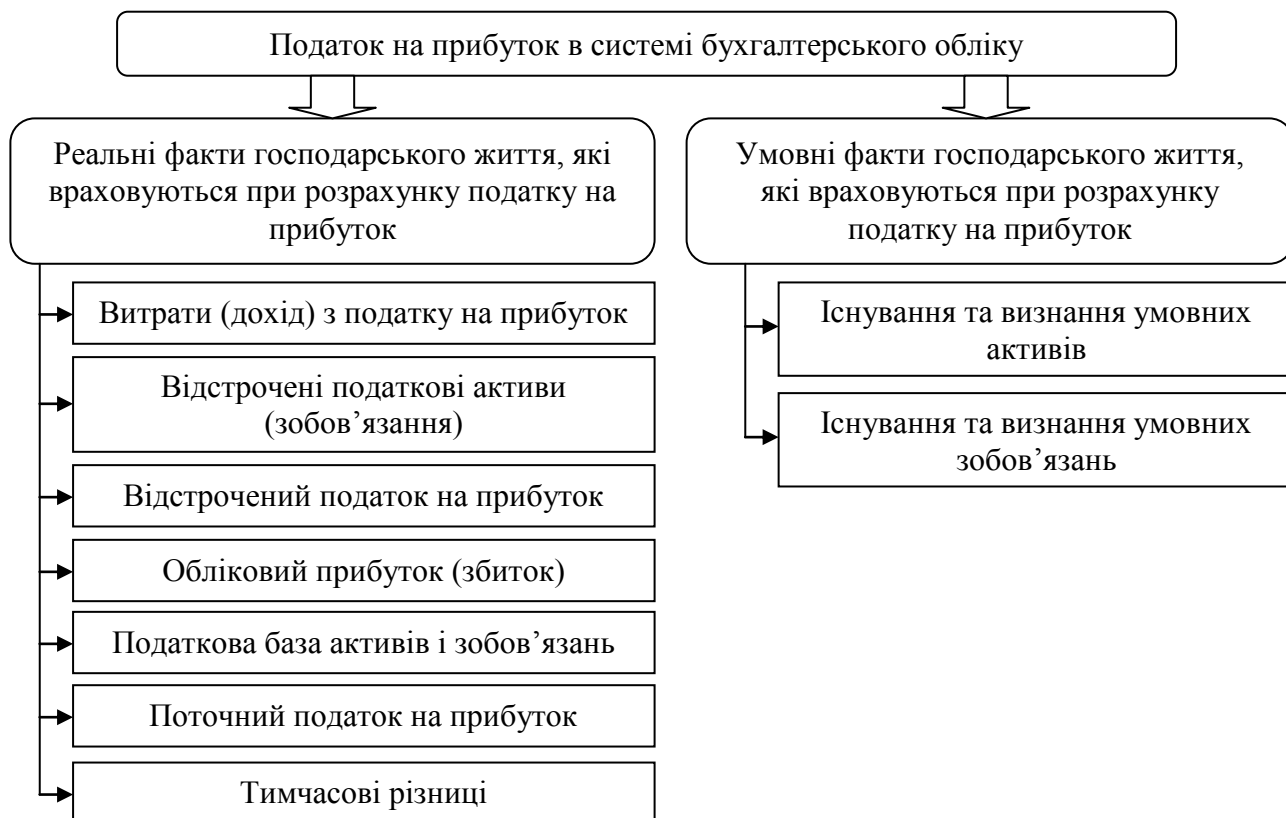 Податок на прибуток в системі бухгалтерського обліку
Реальні факти господарського життя, які
враховуються при розрахунку податку на
прибуток
Витрати (дохід) з податку на прибуток
Відстрочені податкові активи
(зобов’язання)
Відстрочений податок на прибуток
Обліковий прибуток (збиток)
Податкова база активів і зобов’язань
Поточний податок на прибуток
Тимчасові різниці
Умовні факти господарського життя,
які враховуються при розрахунку
податку на прибуток
Існування та визнання умовних
активів
Існування та визнання умовних
зобов’язань